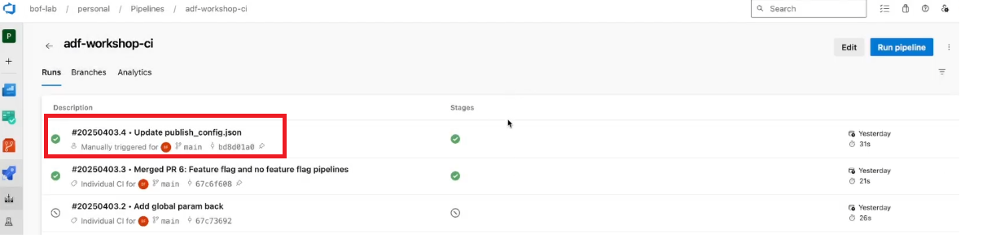 bof-lab / personal / Pipelines / adf-workshop-ci
Search
P
adf-workshop-ci
Edit
Run pipeline
Runs
Branches
Analytics
Description
Stages
#20250403.4 • Update publish_config.json
Manually triggered for BF main bd8d01a0
Yesterday
31s
#20250403.3 • Merged PR 6: Feature flag and no feature flag pipelines
Individual CI for BF main 67c6f608
Yesterday
21s
#20250403.2 • Add global param back
Individual CI for BF main 67c73692
Yesterday
26s